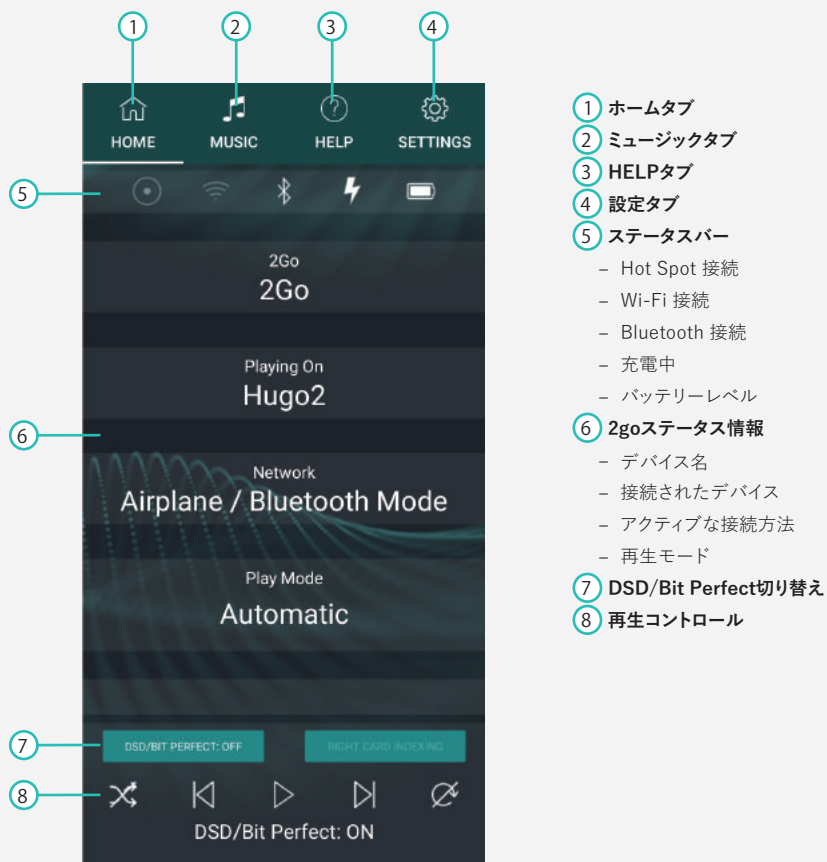 1 2 3 4
HOME MUSIC HELP SETTINGS
5
2Go
2Go
Playing On
Hugo2
6
Network
Airplane / Bluetooth Mode
Play Mode
Automatic
7
DSD/BIT PERFECT: OFF RIGHT CARD INDEXING
8
DSD/Bit Perfect: ON
1 ホームタブ
2 ミュージックタブ
3 HELPタブ
4 設定タブ
5 ステータスバー
– Hot Spot 接続
– Wi-Fi 接続
– Bluetooth 接続
– 充電中
– バッテリーレベル
6 2goステータス情報
– デバイス名
– 接続されたデバイス
– アクティブな接続方法
– 再生モード
7 DSD/Bit Perfect切り替え
8 再生コントロール